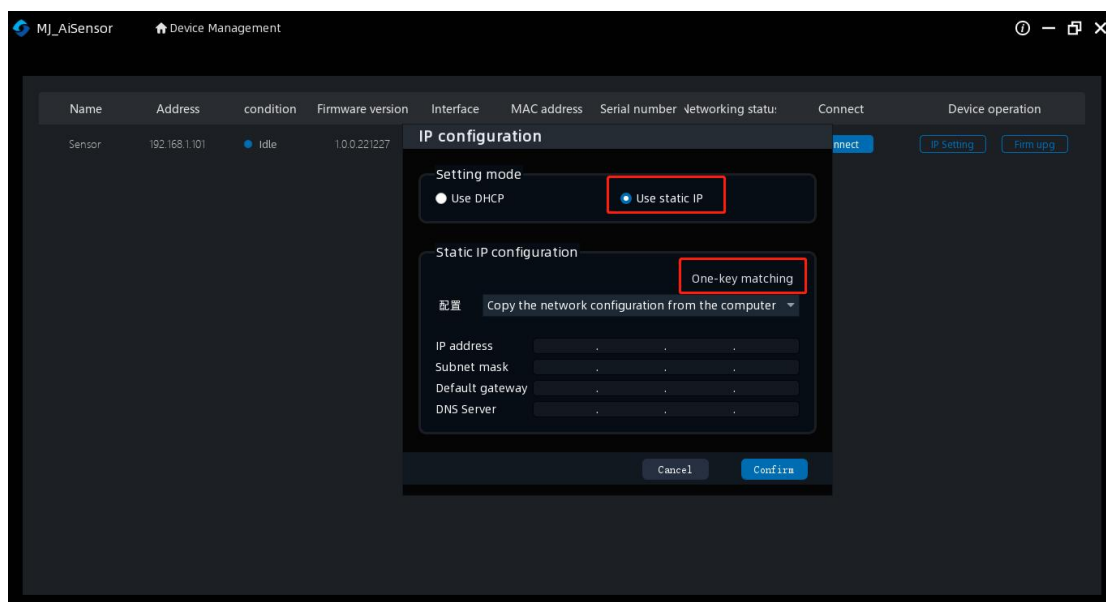 MJ_AiSensor Device Management
Name Address condition Firmware version Interface MAC address Serial number Networking statu: Connect Device operation
Sensor 192.168.1.101 Idle 1.0.0.221227 nnect IP Setting Firm upg
IP configuration
Setting mode
Use DHCP Use static IP
Static IP configuration
One-key matching
配置 Copy the network configuration from the computer
IP address
Subnet mask
Default gateway
DNS Server
Cancel Confirm